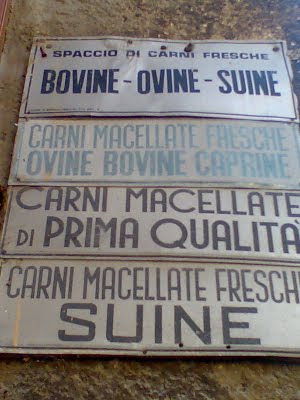 SPACCIO DI CARNI FRESCHE
BOVINE - OVINE - SUINE
CARNI MACELLATE FRESCHE
OVINE BOVINE CAPRINE
CARNI MACELLATE
DI PRIMA QUALITÀ
CARNI MACELLATE FRESCH
SUINE